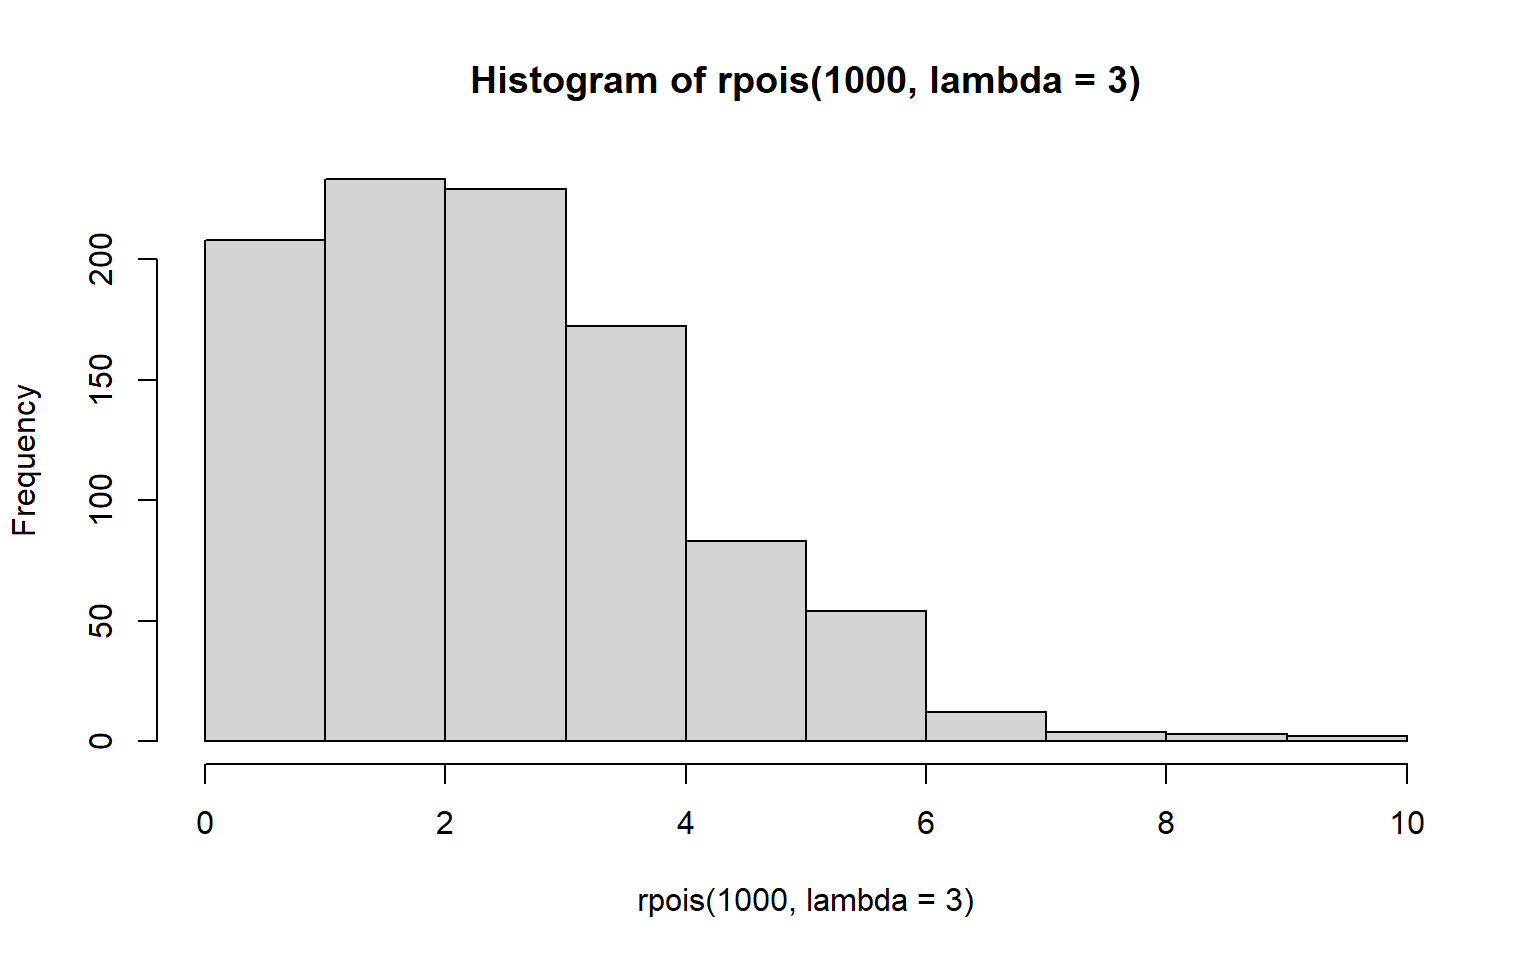 Histogram of rpois(1000, lambda = 3)
Frequency
200
150
100
50
0
0 2 4 6 8 10
rpois(1000, lambda = 3)